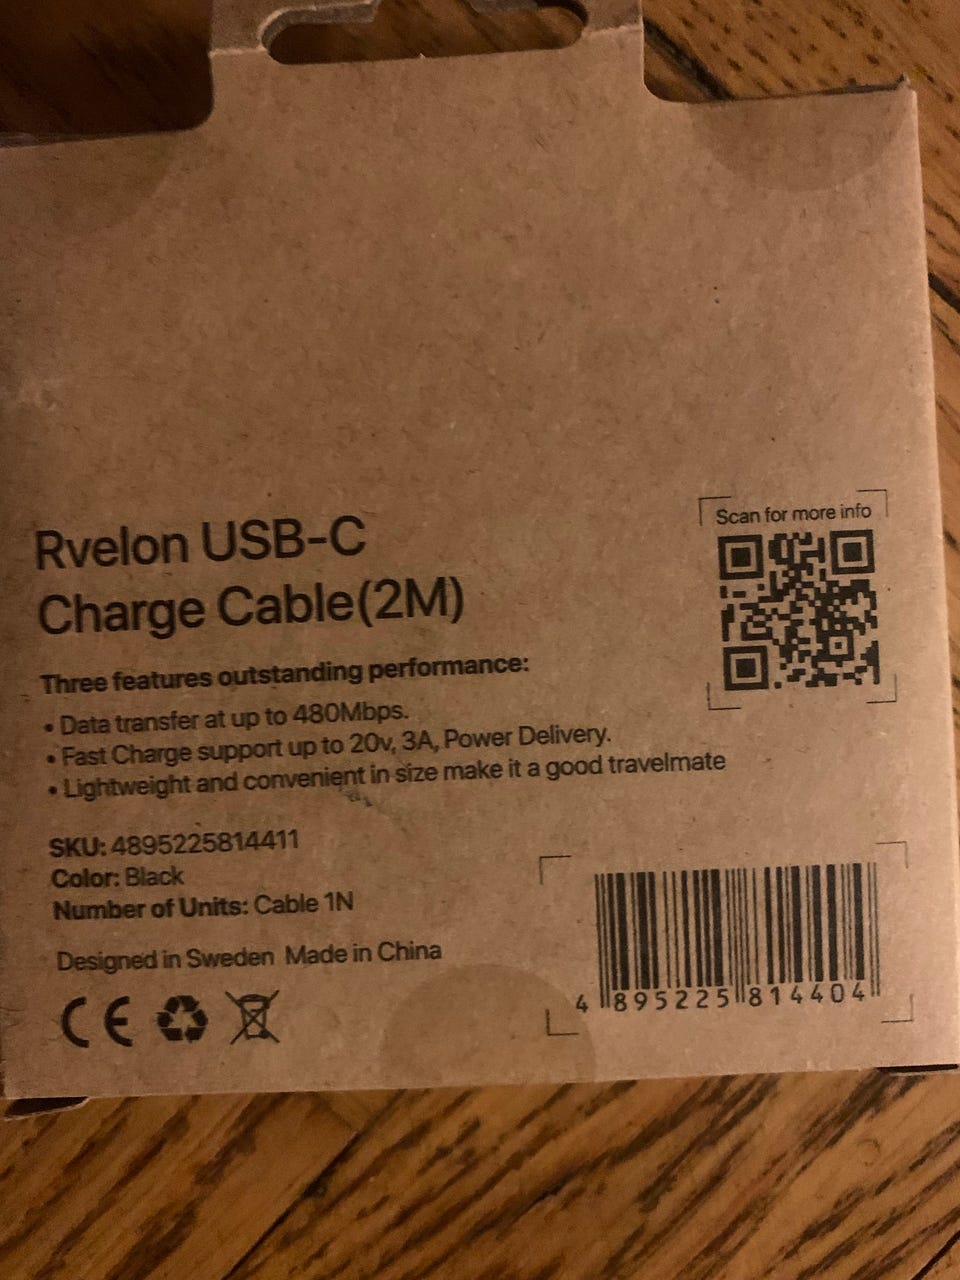 Scan for more info
Rvelon USB-C
Charge Cable(2M)
Three features outstanding performance:
• Data transfer at up to 480Mbps.
• Fast Charge support up to 20v, 3A, Power Delivery.
• Lightweight and convenient in size make it a good travelmate
SKU: 4895225814411
Color: Black
Number of Units: Cable 1N
Designed in Sweden Made in China
CE
4 895225 814404